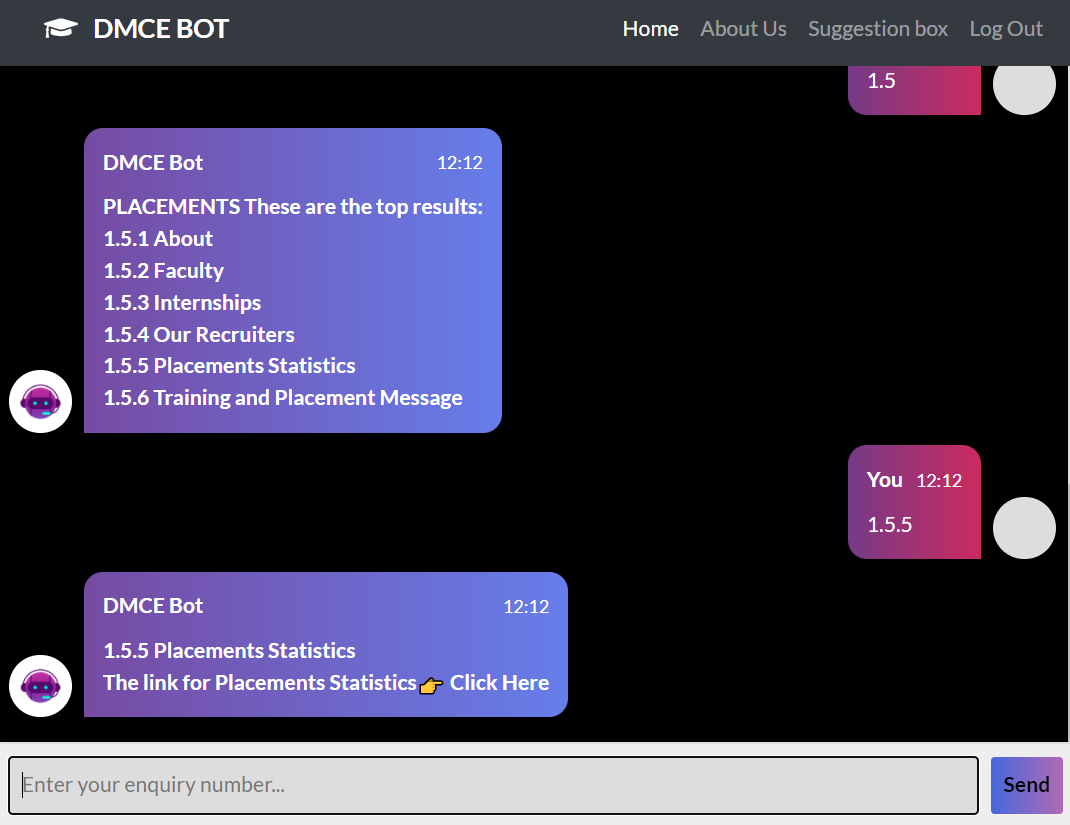 DMCE BOT
Home About Us Suggestion box Log Out
1.5
DMCE Bot 12:12
PLACEMENTS These are the top results:
1.5.1 About
1.5.2 Faculty
1.5.3 Internships
1.5.4 Our Recruiters
1.5.5 Placements Statistics
1.5.6 Training and Placement Message
You 12:12
1.5.5
DMCE Bot 12:12
1.5.5 Placements Statistics
The link for Placements Statistics👉 Click Here
Enter your enquiry number...
Send